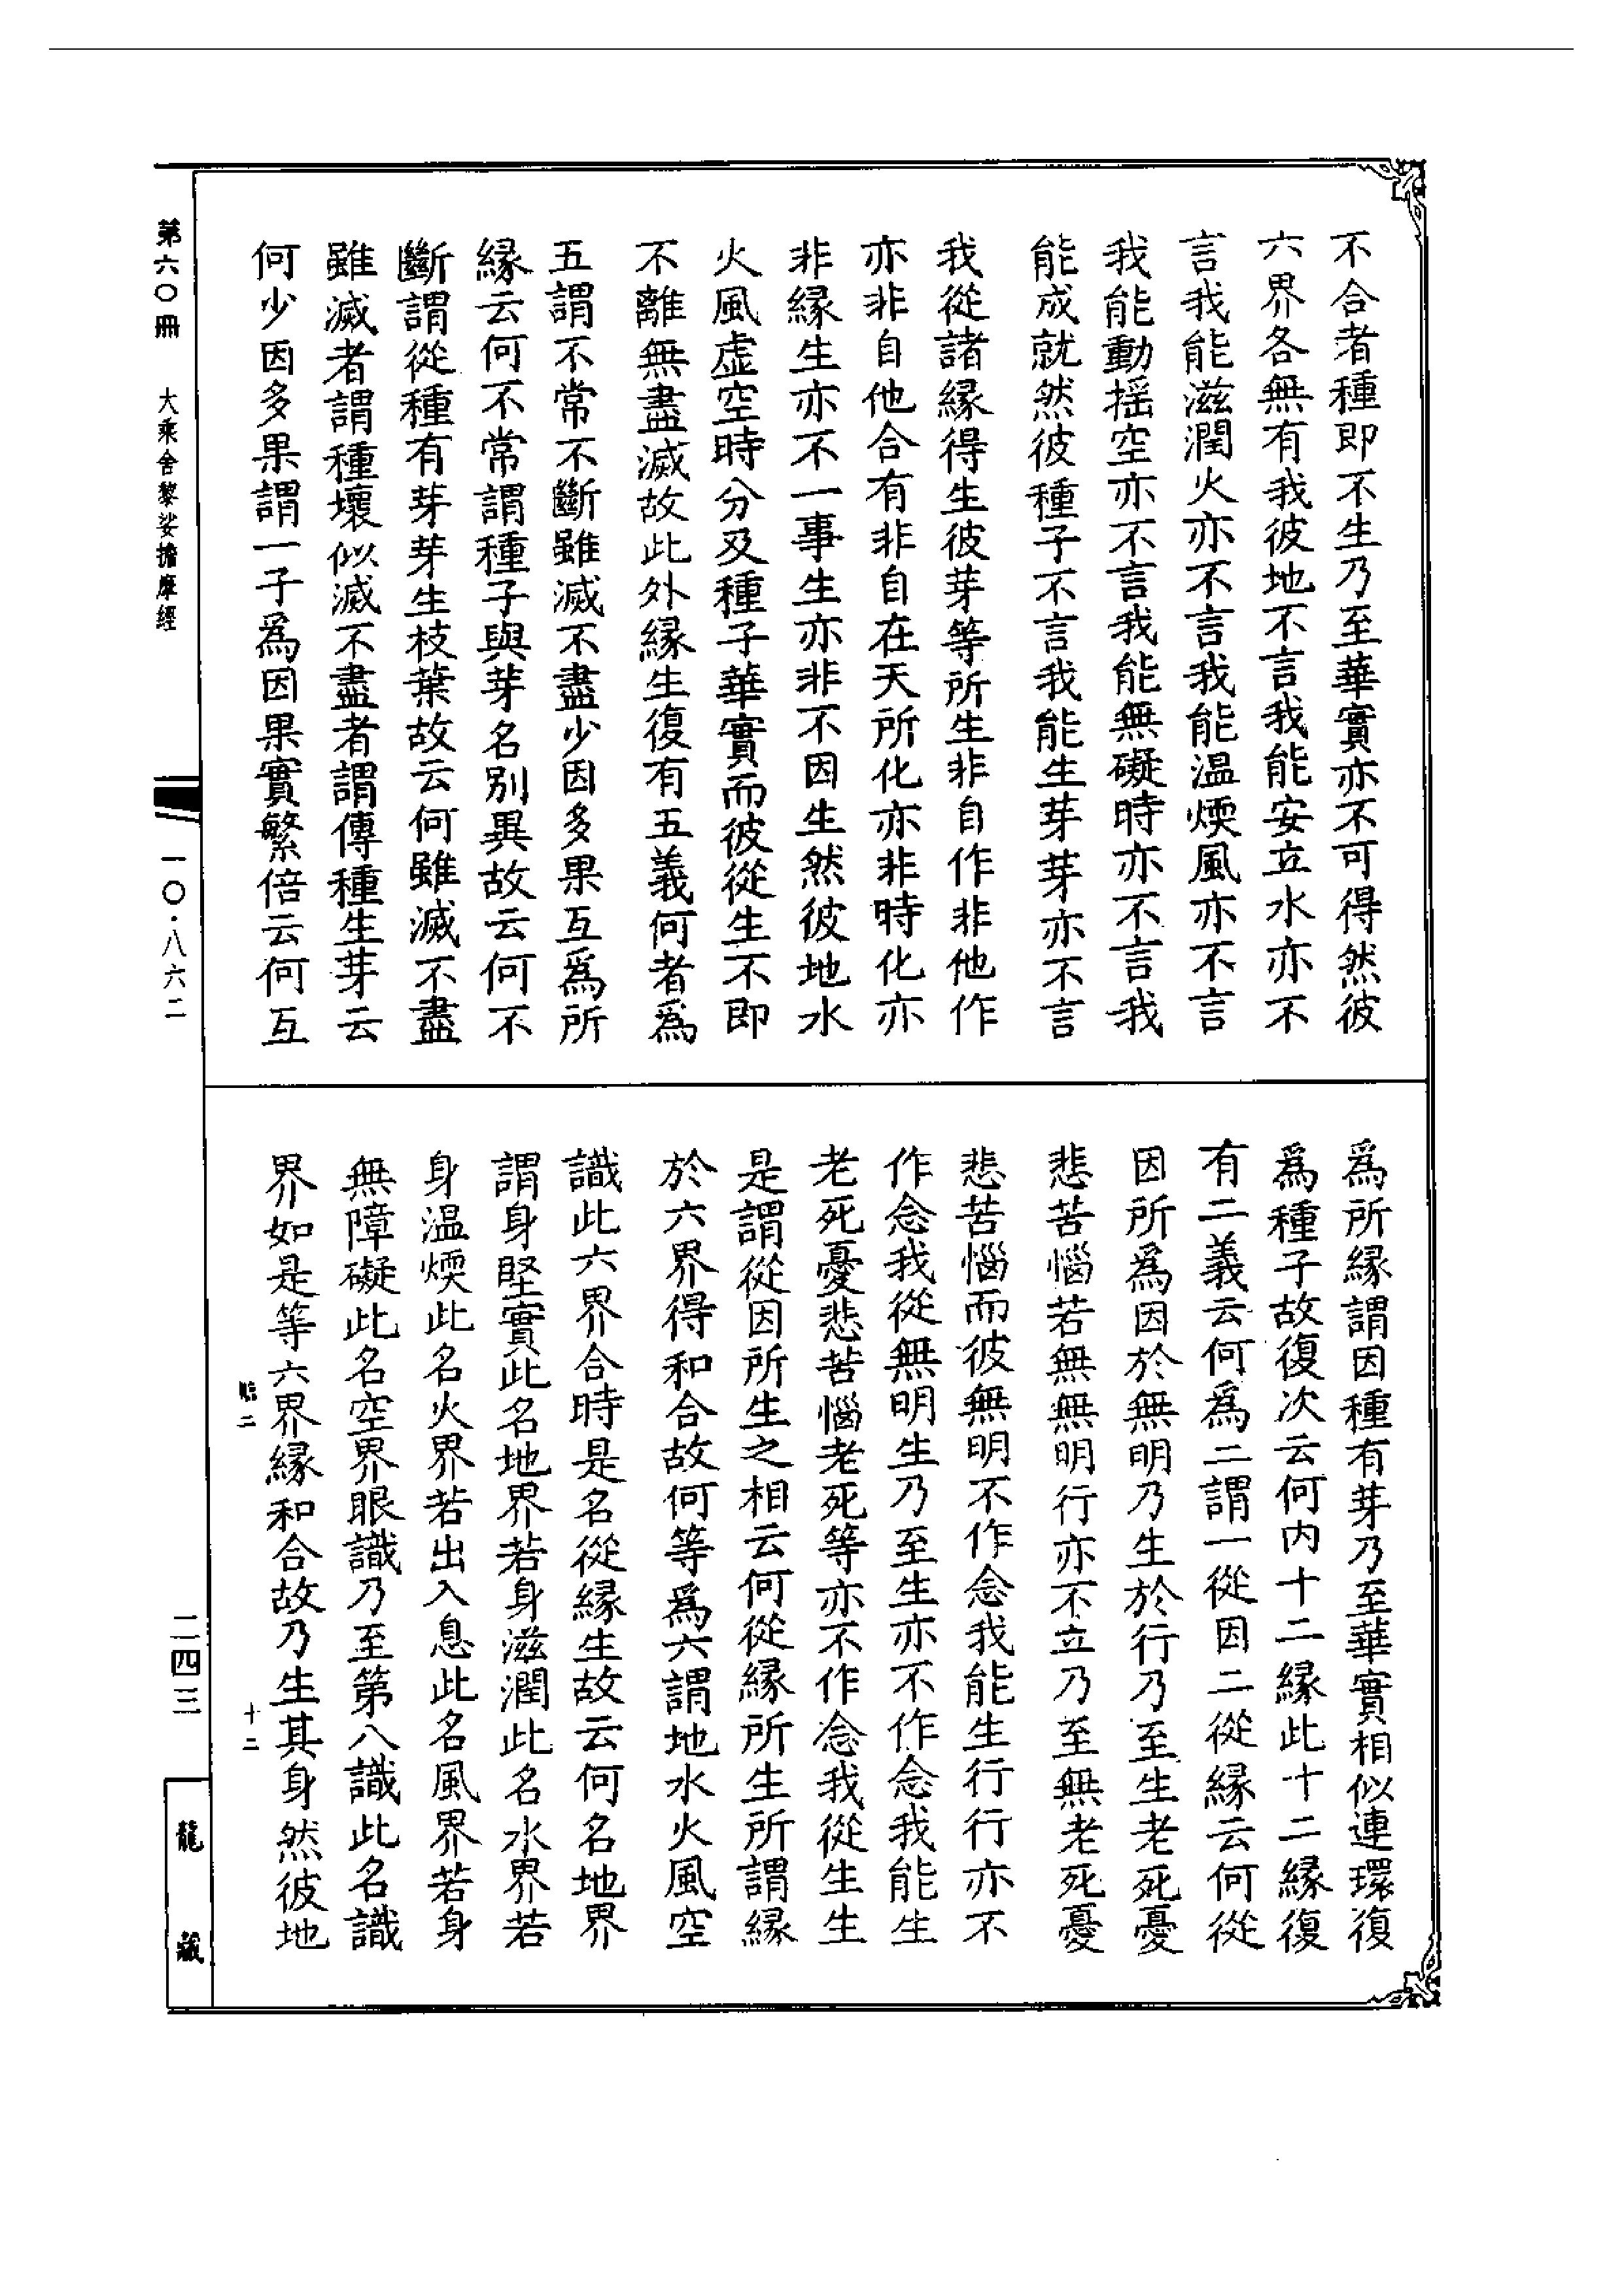 不合者種即不生乃至華實亦不可得然彼
六界各無有我彼地不言我能安立水亦不
言我能滋潤火亦不言我能温煗風亦不言
我能動揺空亦不言我能無礙時亦不言我
能成就然彼種子不言我能生芽芽亦不言
我從諸縁得生彼芽等所生非自作非他作
亦非自他合有非自在天所化亦非時化亦
非縁生亦不一事生亦非不因生然彼地水
火風虛空時分及種子華實而彼從生不即
不離無盡滅故此外縁生復有五義何者爲
五謂不常不斷雖滅不盡少因多果互爲所
縁云何不常謂種子與芽名别異故云何不
斷謂從種有芽芽生枝葉故云何雖滅不盡
雖滅者謂種壞似滅不盡者謂傳種生芽云
何少因多果謂一子爲因果實繁倍云何互
爲所縁謂因種有芽乃至華實相似連環復
爲種子故復次云何内十二縁此十二縁復
有二義云何爲二謂一從因二從縁云何從
因所爲因於無明乃生於行乃至生老死憂
悲苦惱若無無明行亦不立乃至無老死憂
悲苦惱而彼無明不作念我能生行行亦不
作念我從無明生乃至生亦不作念我能生
老死憂悲苦惱老死等亦不作念我從生生
是謂從因所生之相云何從縁所生所謂縁
於六界得和合故何等爲六謂地水火風空
識此六界合時是名從縁生故云何名地界
謂身堅實此名地界若身滋潤此名水界若
身温煗此名火界若出入息此名風界若身
無障礙此名空界眼識乃至第八識此名識
界如是等六界縁和合故乃生其身然彼地
二
十二
第六〇冊 大乘舍黎娑擔摩經
一〇·八六二
二四三
龍藏